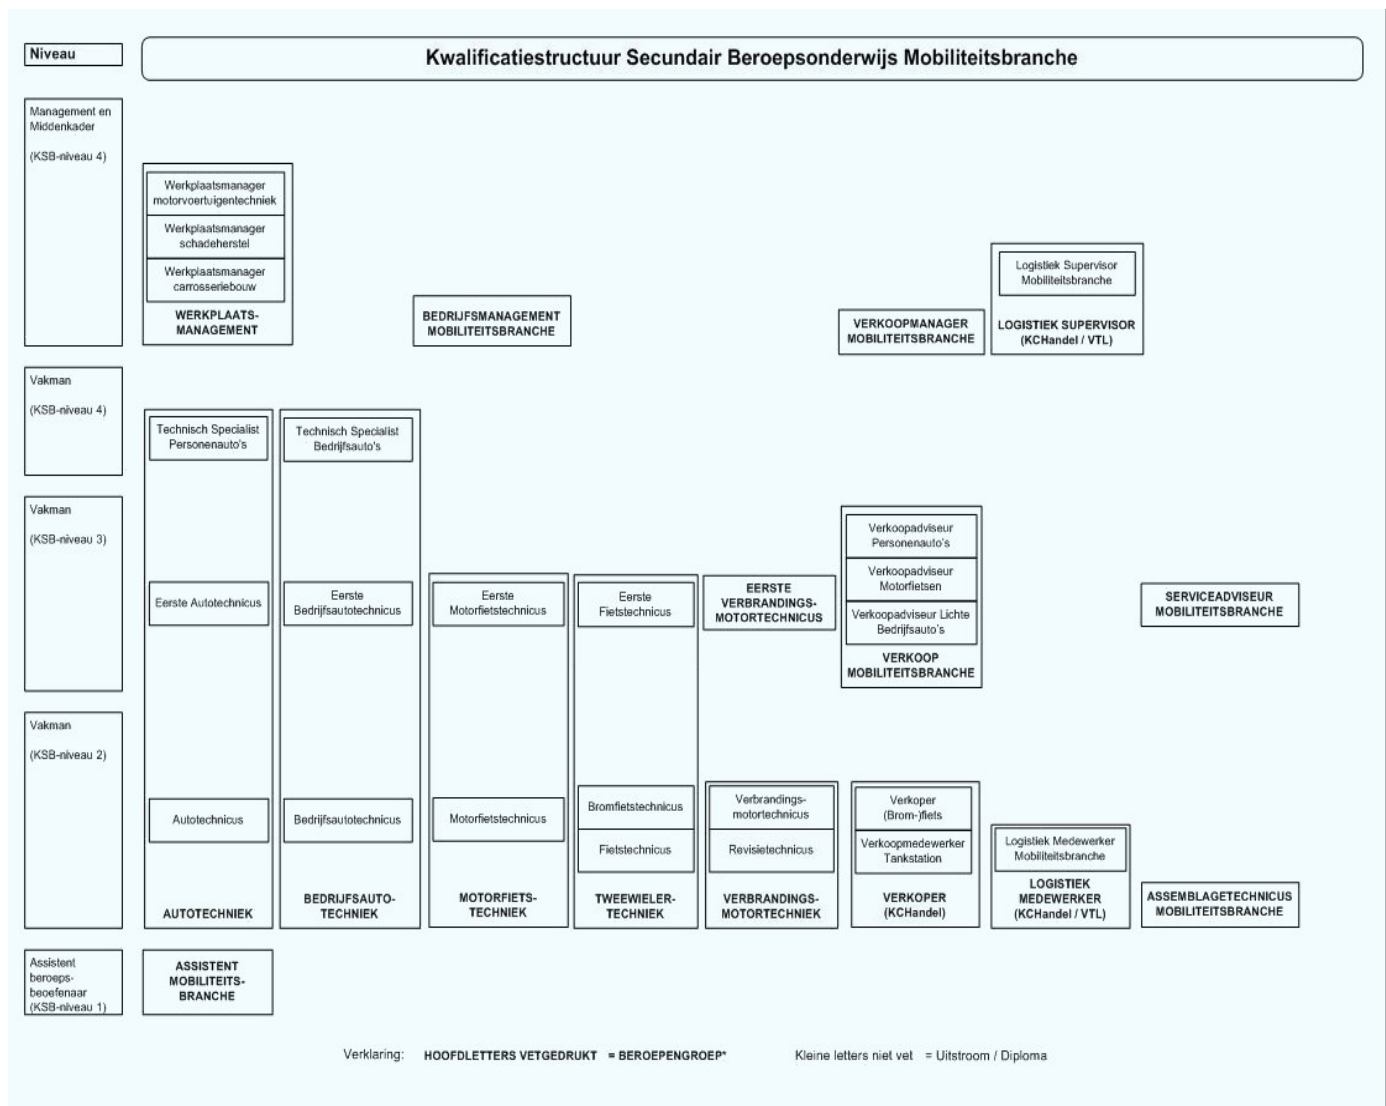 Niveau
Kwalificatiestructuur Secundair Beroepsonderwijs Mobiliteitsbranche
Management en
Middenkader
(KSB-niveau 4)
Werkplaatsmanager
motorvoertuigentechniek
Werkplaatsmanager
schadeherstel
Werkplaatsmanager
carrosseriebouw
WERKPLAATS-
MANAGEMENT
BEDRIJFSMANAGEMENT
MOBILITEITSBRANCHE
VERKOOPMANAGER
MOBILITEITSBRANCHE
Logistiek Supervisor
Mobiliteitsbranche
LOGISTIEK SUPERVISOR
(KCHandel / VTL)
Vakman
(KSB-niveau 4)
Technisch Specialist
Personenauto's
Technisch Specialist
Bedrijfsauto's
Vakman
(KSB-niveau 3)
Eerste Autotechnicus
Eerste
Bedrijfsautotechnicus
Eerste
Motorfietstechnicus
Eerste
Fietstechnicus
EERSTE
VERBRANDINGS-
MOTORTECHNICUS
Verkoopadviseur
Personenauto's
Verkoopadviseur
Motorfietsen
Verkoopadviseur Lichte
Bedrijfsauto's
VERKOOP
MOBILITEITSBRANCHE
SERVICEADVISEUR
MOBILITEITSBRANCHE
Vakman
(KSB-niveau 2)
Autotechnicus
Bedrijfsautotechnicus
Motorfietstechnicus
Bromfietstechnicus
Fietstechnicus
Verbrandings-
motortechnicus
Revisietechnicus
Verkoper
(Brom-)fiets
Verkoopmedewerker
Tankstation
Logistiek Medewerker
Mobiliteitsbranche
AUTOTECHNIEK
BEDRIJFSAUTO-
TECHNIEK
MOTORFIETS-
TECHNIEK
TWEEWIELER-
TECHNIEK
VERBRANDINGS-
MOTORTECHNIEK
VERKOPER
(KCHandel)
LOGISTIEK
MEDEWERKER
(KCHandel / VTL)
ASSEMBLAGETECHNICUS
MOBILITEITSBRANCHE
Assistent
beroeps-
beoefenaar
(KSB-niveau 1)
ASSISTENT
MOBILITEITS-
BRANCHE
Verklaring: HOOFDLETTERS VETGEDRUKT = BEROEPENGROEP* Kleine letters niet vet = Uitstroom / Diploma